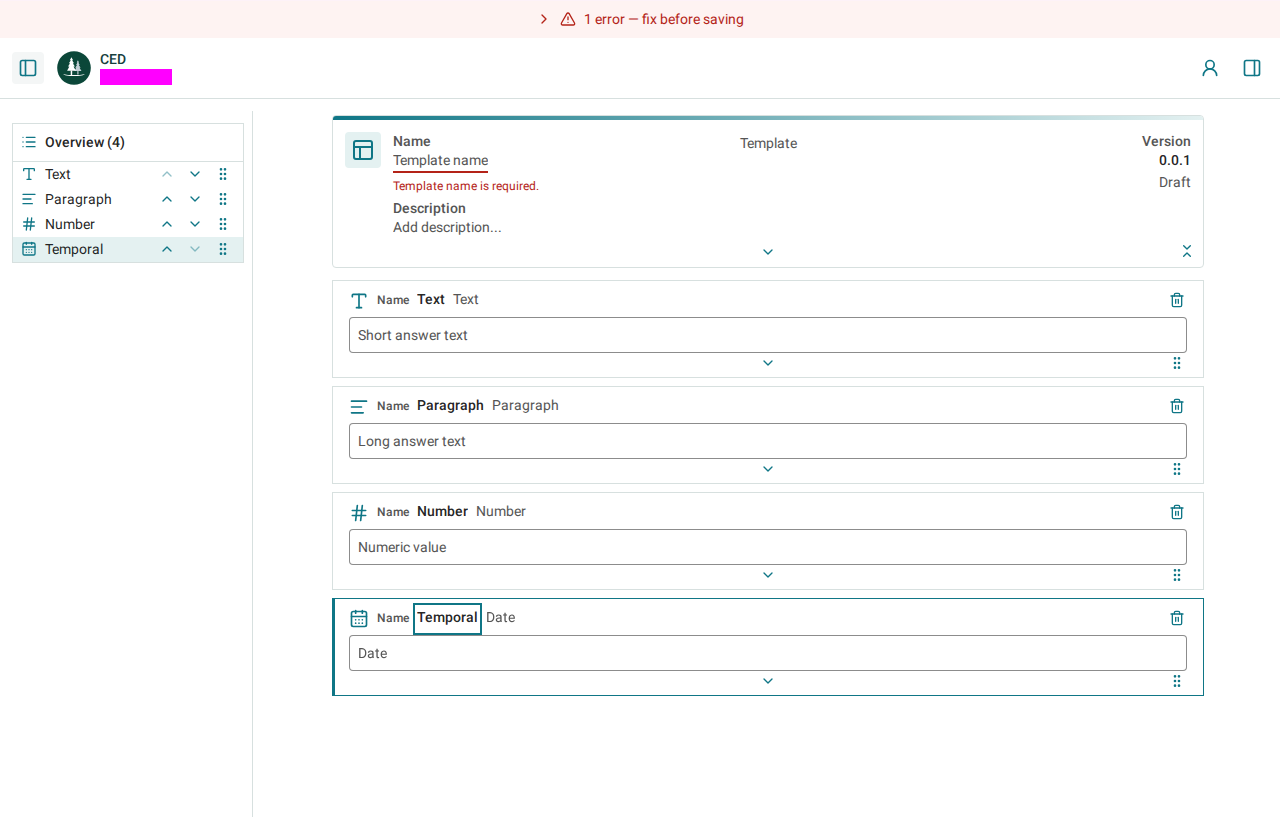 1 error — fix before saving
CED
Overview (4)
Text
Paragraph
Number
Temporal
Name
Template name
Template name is required.
Description
Add description...
Template
Version
0.0.1
Draft
Name Text Text
Short answer text
Name Paragraph Paragraph
Long answer text
Name Number Number
Numeric value
Name Temporal Date
Date